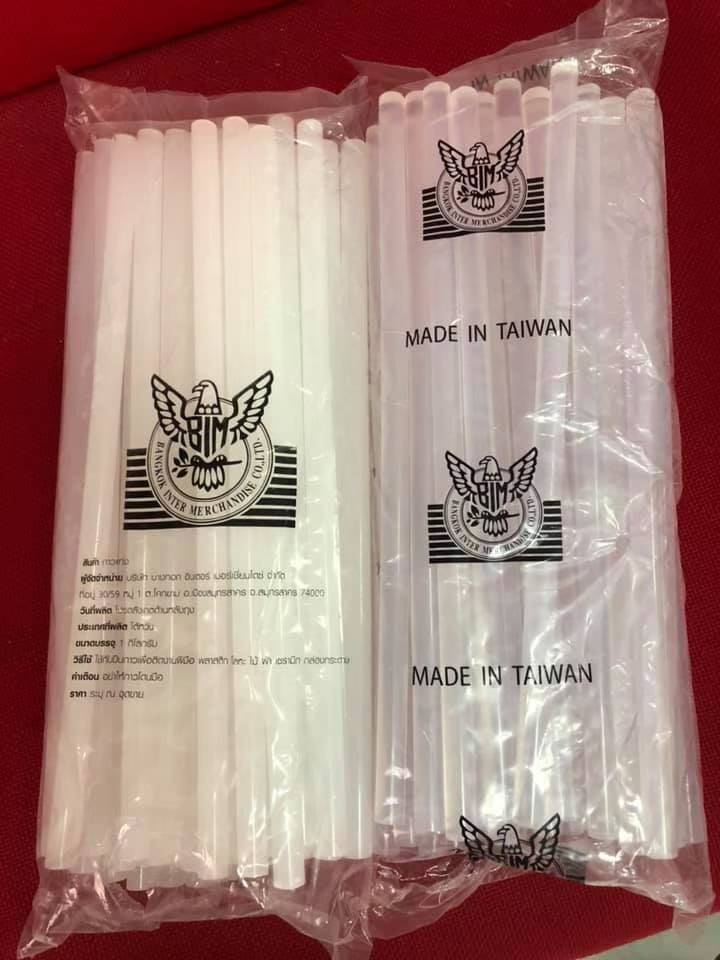 BIM
BANGKOK INTER MERCHANDISE CO.,LTD.
สินค้า กาวแท่ง
ผู้จัดจำหน่าย บริษัท บางกอก อินเตอร์ เมอร์เชี่ยนไดซ์ จำกัด
ที่อยู่ 30/59 หมู่ 1 ต.โคกขาม อ.เมืองสมุทรสาคร จ.สมุทรสาคร 74000
วันที่ผลิต โปรดสังเกตด้านหลังถุง
ประเทศที่ผลิต ไต้หวัน
ขนาดบรรจุ 1 กิโลกรัม
วิธีใช้ ใช้กับปืนกาวเพื่อติดงานฝีมือ พลาสติก โลหะ ไม้ ผ้า เซรามิก กล่องกระดาษ
คำเตือน อย่าให้กาวโดนมือ
ราคา ระบุ ณ จุดขาย
BIM
BANGKOK INTER MERCHANDISE CO.,LTD.
MADE IN TAIWAN
BIM
BANGKOK INTER MERCHANDISE CO.,LTD.
MADE IN TAIWAN
BIM